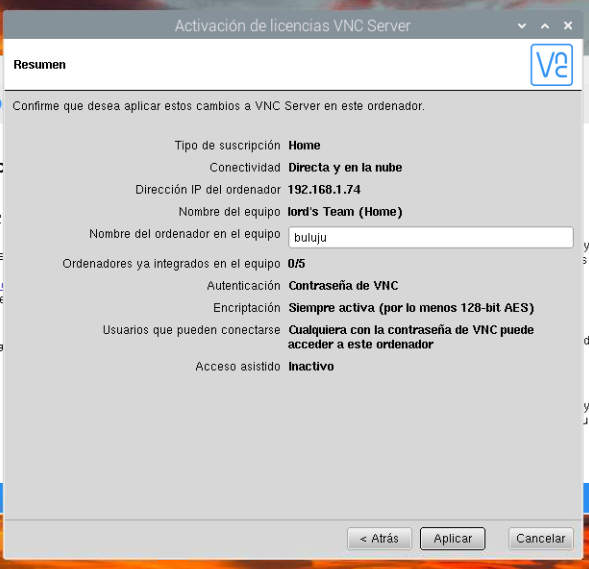 Activación de licencias VNC Server
Resumen
VNC
Confirme que desea aplicar estos cambios a VNC Server en este ordenador.
Tipo de suscripción Home
Conectividad Directa y en la nube
Dirección IP del ordenador 192.168.1.74
Nombre del equipo lord's Team (Home)
Nombre del ordenador en el equipo buluju
Ordenadores ya integrados en el equipo 0/5
Autenticación Contraseña de VNC
Encriptación Siempre activa (por lo menos 128-bit AES)
Usuarios que pueden conectarse Cualquiera con la contraseña de VNC puede
acceder a este ordenador
Acceso asistido Inactivo
< Atrás Aplicar Cancelar